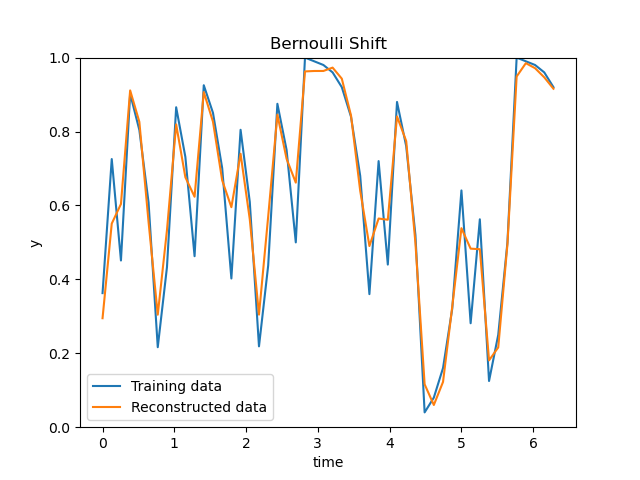 Bernoulli Shift
1.0
0.8
0.6
0.4
0.2
0.0
y
Training data
Reconstructed data
0 1 2 3 4 5 6
time